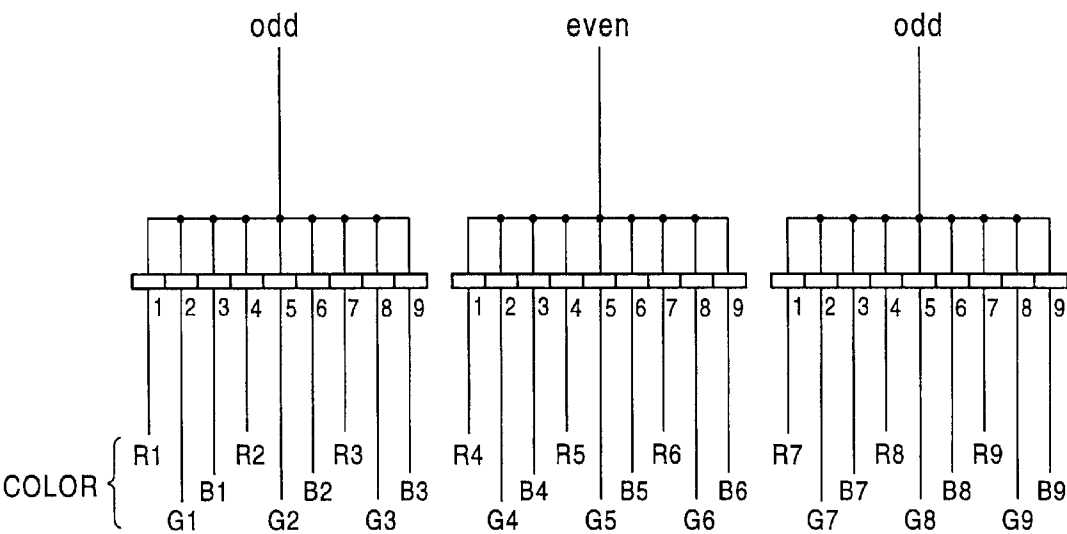 odd even odd
1 2 3 4 5 6 7 8 9 1 2 3 4 5 6 7 8 9 1 2 3 4 5 6 7 8 9
R1 R2 R3 R4 R5 R6 R7 R8 R9
COLOR B1 B2 B3 B4 B5 B6 B7 B8 B9
G1 G2 G3 G4 G5 G6 G7 G8 G9